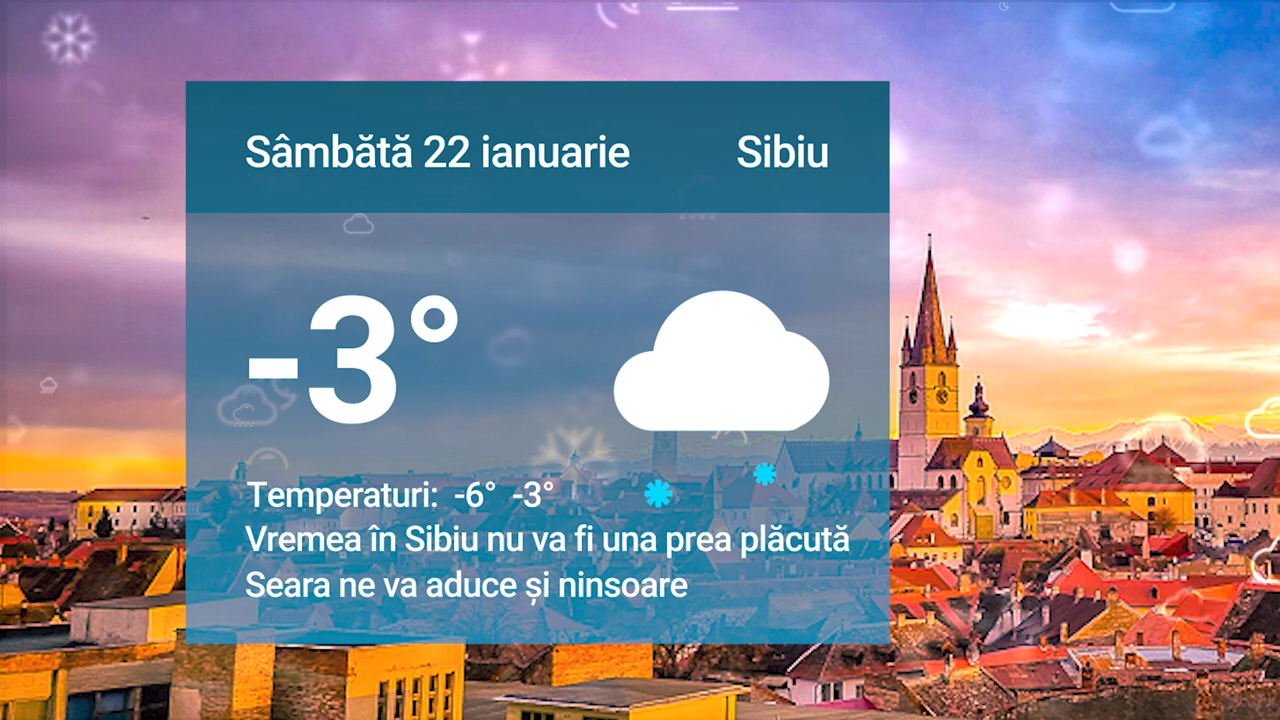 Sâmbătă 22 ianuarie Sibiu
-3°
Temperaturi: -6° -3°
Vremea în Sibiu nu va fi una prea plăcută
Seara ne va aduce și ninsoare